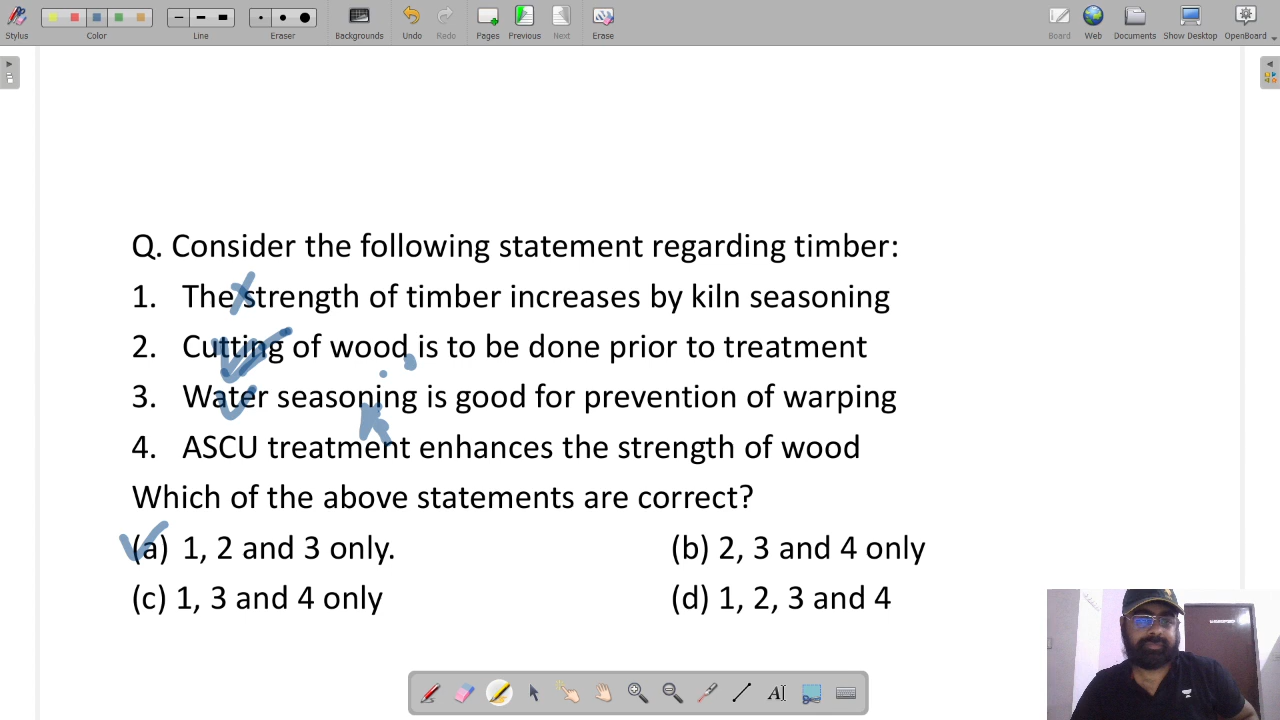 Stylus Color Line Eraser Backgrounds Undo Redo Pages Previous Next Erase Board Web Documents Show Desktop OpenBoard
Q. Consider the following statement regarding timber:
1. The strength of timber increases by kiln seasoning
2. Cutting of wood is to be done prior to treatment
3. Water seasoning is good for prevention of warping
4. ASCU treatment enhances the strength of wood
Which of the above statements are correct?
(a) 1, 2 and 3 only. (b) 2, 3 and 4 only
(c) 1, 3 and 4 only (d) 1, 2, 3 and 4